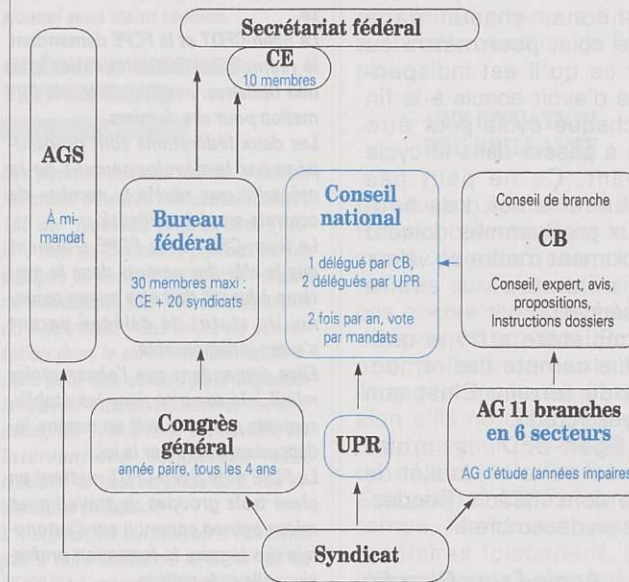 Secrétariat fédéral
CE
10 membres
AGS
À mi-
mandat
Bureau
fédéral
30 membres maxi :
CE + 20 syndicats
Conseil
national
1 délégué par CB,
2 délégués par UPR
2 fois par an, vote
par mandats
Conseil de branche
CB
Conseil, expert, avis,
propositions,
Instructions dossiers
Congrès
général
année paire, tous les 4 ans
UPR
AG 11 branches
en 6 secteurs
AG d'étude (années impaires
Syndicat